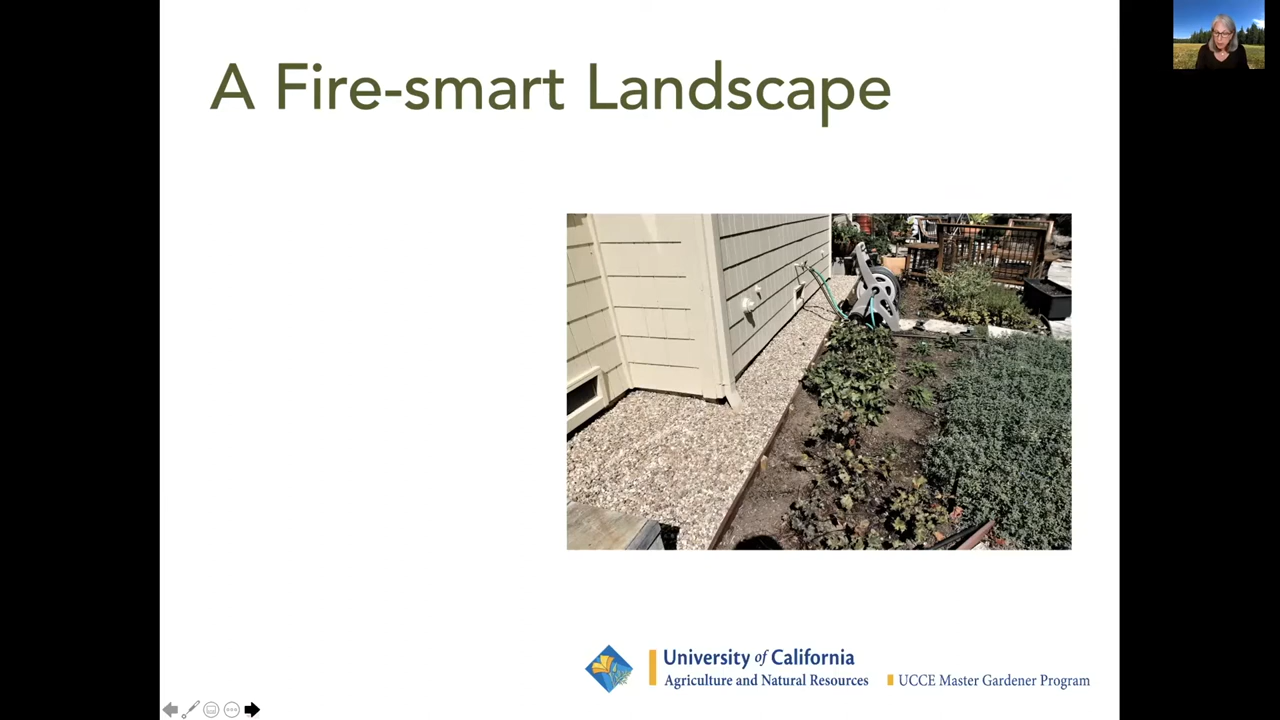 A Fire-smart Landscape
University of California
Agriculture and Natural Resources
UCCE Master Gardener Program